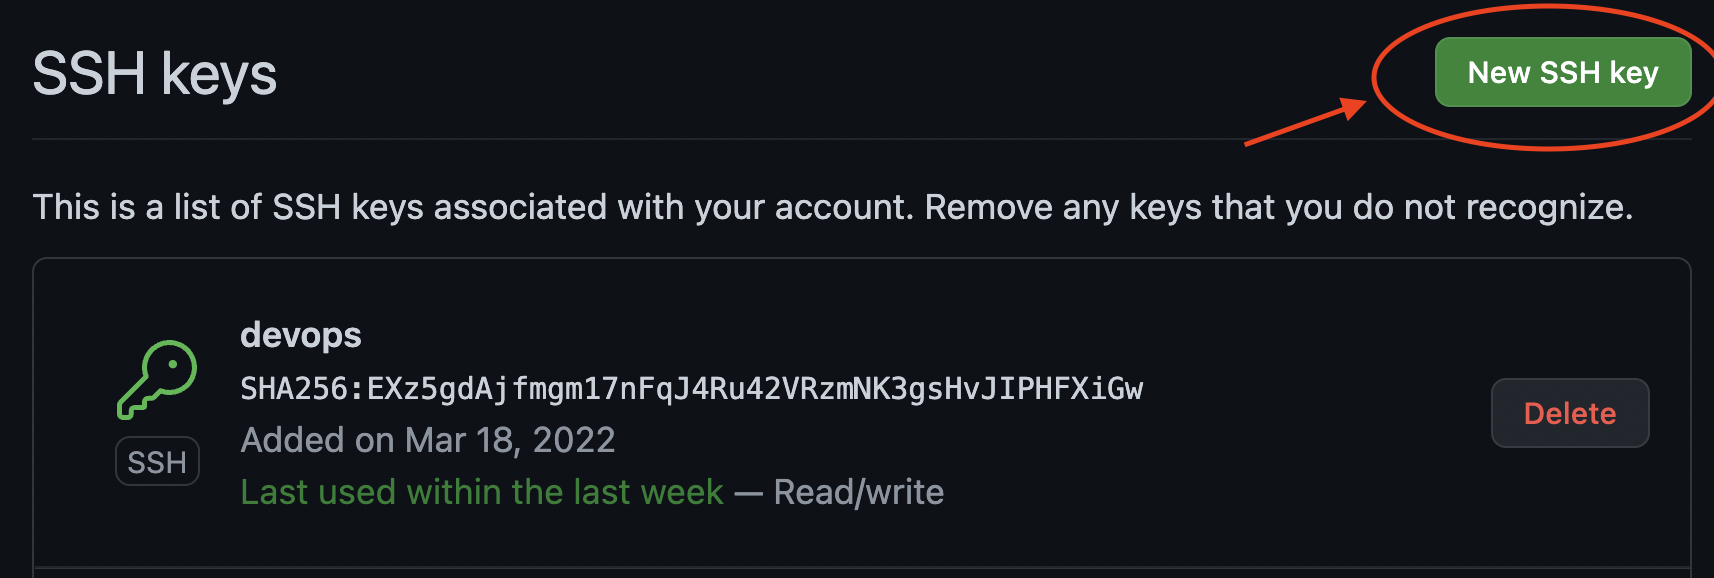 SSH keys
New SSH key
This is a list of SSH keys associated with your account. Remove any keys that you do not recognize.
devops
SHA256:EXz5gdAjfmgm17nFqJ4Ru42VRzmNK3gsHvJIPHFXiGw
Added on Mar 18, 2022
Last used within the last week — Read/write
SSH
Delete